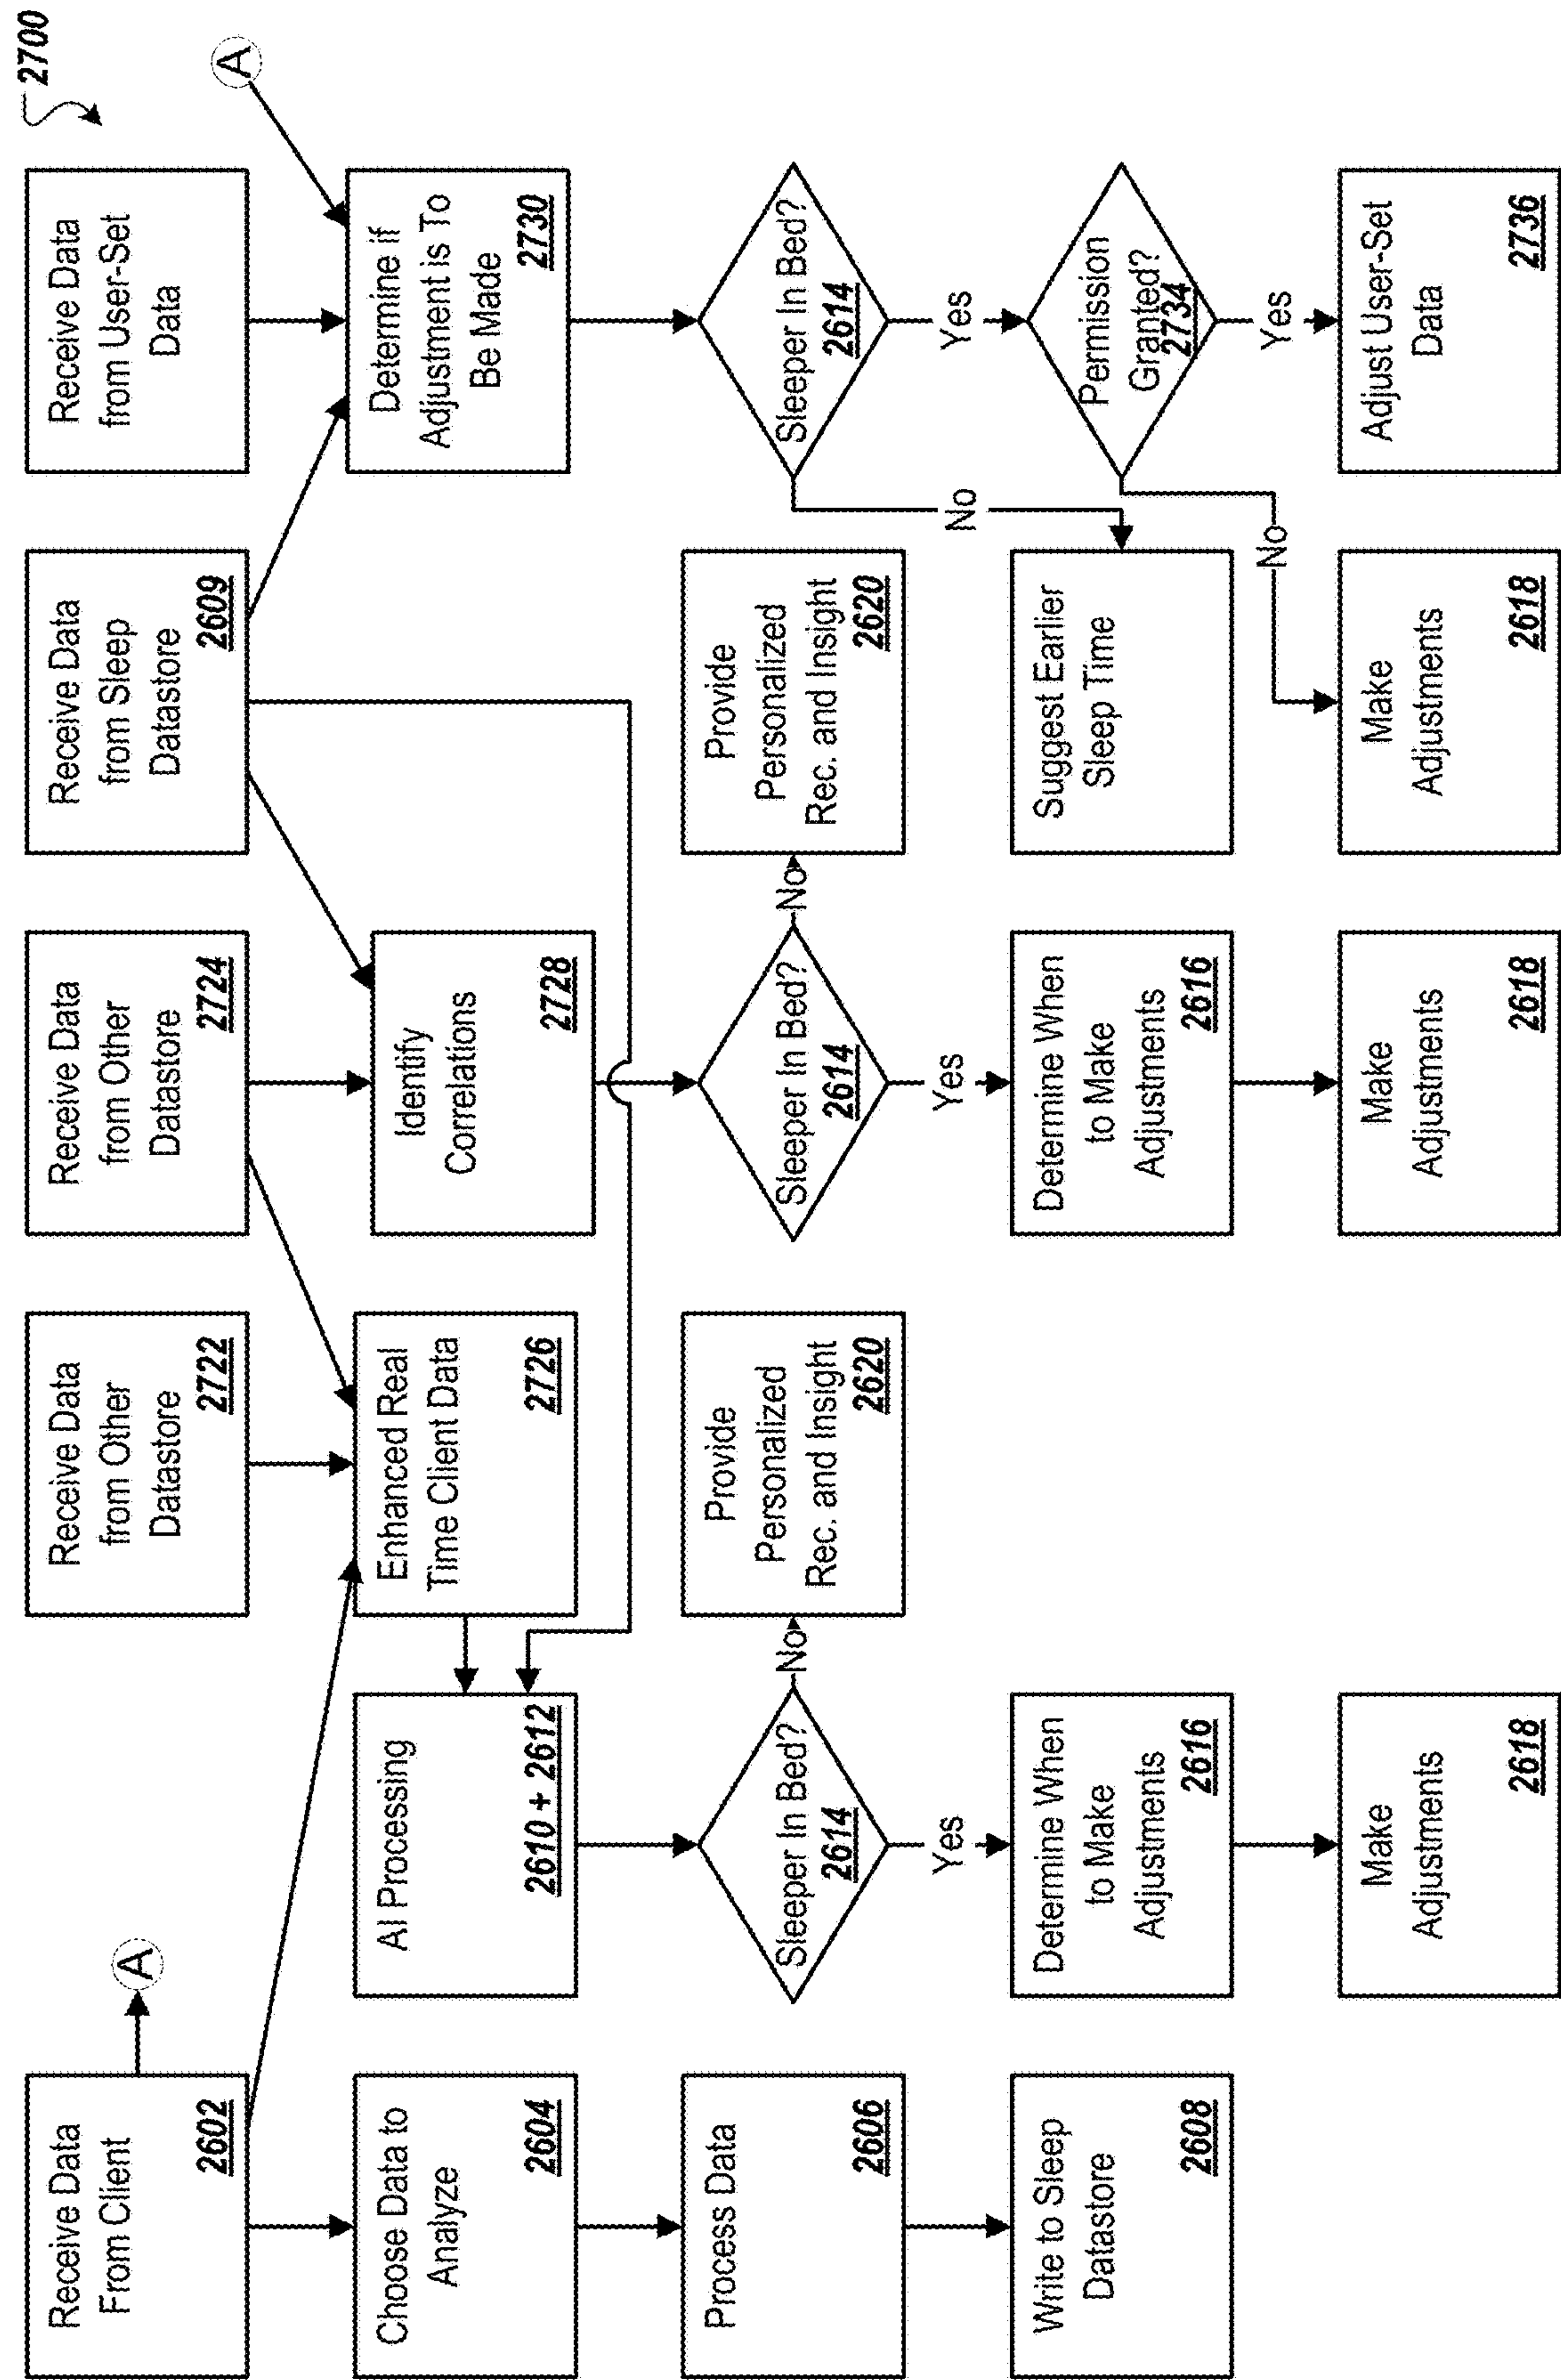 2700
Receive Data
From Client
2602
A
Receive Data
from Other
Datastore
2722
Receive Data
from Other
Datastore
2724
Receive Data
from Sleep
Datastore
2609
Receive Data
from User-Set
Data
A
Choose Data to
Analyze
2604
AI Processing
2610 + 2612
Enhanced Real
Time Client Data
2726
Identify
Correlations
2728
Determine if
Adjustment is To
Be Made
2730
Process Data
2606
Sleeper In Bed?
2614
No
Provide
Personalized
Rec. and Insight
2620
Sleeper In Bed?
2614
No
Provide
Personalized
Rec. and Insight
2620
Sleeper In Bed?
2614
Yes
Yes
No
Yes
Write to Sleep
Datastore
2608
Determine When
to Make
Adjustments
2616
Determine When
to Make
Adjustments
2616
Suggest Earlier
Sleep Time
Permission
Granted?
2734
No
Yes
Make
Adjustments
2618
Make
Adjustments
2618
Make
Adjustments
2618
Adjust User-Set
Data
2736